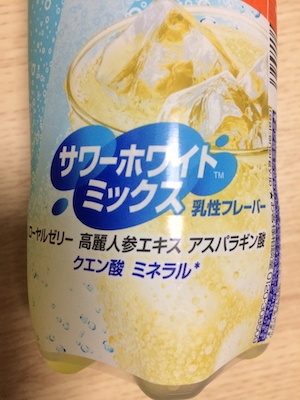 サワーホワイト™
ミックス 乳性フレーバー
ローヤルゼリー 高麗人参エキス アスパラギン酸
クエン酸 ミネラル*